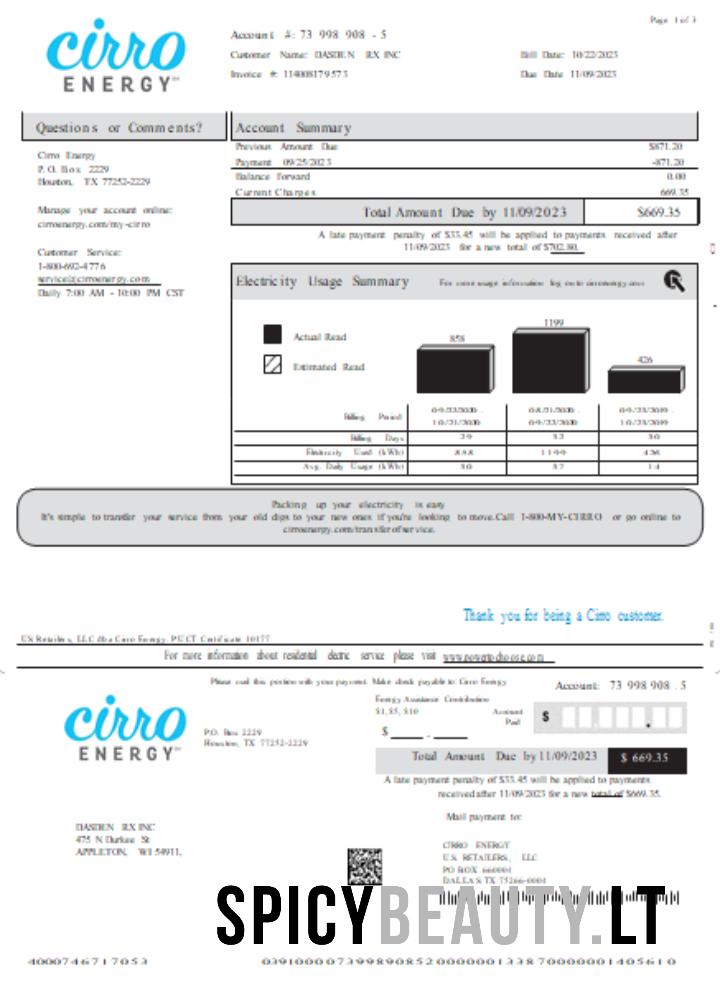 Page 1 of 3
cirro
ENERGY
Account #: 73 998 908 - 5
Customer Name: DASDEN RX INC
Bill Date: 10/22/2023
Invoice #: 114008179573
Due Date 11/09/2023
Questions or Comments?
Cirro Energy
P. O. Box 2229
Houston, TX 77252-2229
Manage your account online:
cirroenergy.com/my-cirro
Customer Service:
1-800-692-4776
service@cirroenergy.com
Daily 7:00 AM - 10:00 PM CST
Account Summary
Previous Amount Due $871.20
Payment 09/25/2023 -871.20
Balance Forward 0.00
Current Charges 669.35
Total Amount Due by 11/09/2023 $669.35
A late payment penalty of $33.45 will be applied to payments received after
11/09/2023 for a new total of $702.80.
Electricity Usage Summary
For more usage information log on to cirroenergy.com
Actual Read
Estimated Read
858 1199 426
Billing Period 09/22/2020 - 10/21/2020 08/21/2020 - 09/22/2020 09/23/2019 - 10/23/2019
Billing Days 29 32 30
Electricity Used (kWh) 858 1199 426
Avg. Daily Usage (kWh) 30 37 14
Packing up your electricity is easy
It's simple to transfer your service from your old digs to your new ones if you're looking to move.Call 1-800-MY-CIRRO or go online to
cirroenergy.com/transferofservice.
Thank you for being a Cirro customer.
US Retailers, LLC dba Cirro Energy. PUCT Certificate 10177
For more information about residential electric service please visit www.powertochoose.com
Please mail this portion with your payment. Make check payable to: Cirro Energy
cirro
ENERGY
P.O. Box 2229
Houston, TX 77252-2229
Account: 73 998 908 . 5
Energy Assistance Contribution
$1, $5, $10
$ ____ . ____
Amount
Paid
$
Total Amount Due by 11/09/2023 $ 669.35
A late payment penalty of $33.45 will be applied to payments
received after 11/09/2023 for a new total of $669.35.
Mail payment to:
DASDEN RX INC
475 N Durkee St
APPLETON, WI 54911,
CIRRO ENERGY
U.S. RETAILERS, LLC
PO BOX 660004
DALLAS TX 75266-0004
SPICYBEAUTY.LT
4000746717053